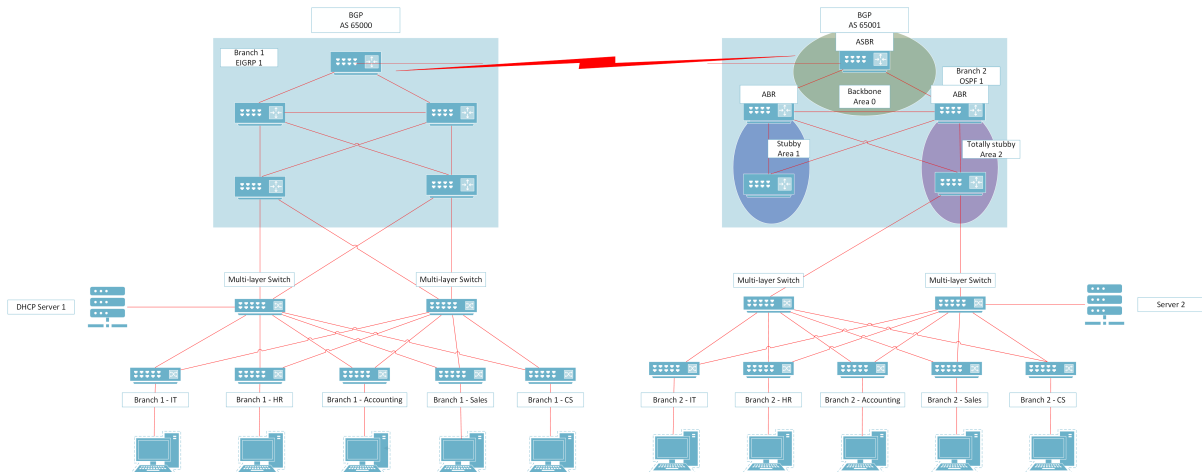 BGP
AS 65000
BGP
AS 65001
Branch 1
EIGRP 1
ASBR
Branch 2
OSPF 1
ABR
Backbone
Area 0
ABR
Stubby
Area 1
Totally stubby
Area 2
Multi-layer Switch
Multi-layer Switch
Multi-layer Switch
Multi-layer Switch
DHCP Server 1
Server 2
Branch 1 - IT
Branch 1 - HR
Branch 1 - Accounting
Branch 1 - Sales
Branch 1 - CS
Branch 2 - IT
Branch 2 - HR
Branch 2 - Accounting
Branch 2 - Sales
Branch 2 - CS